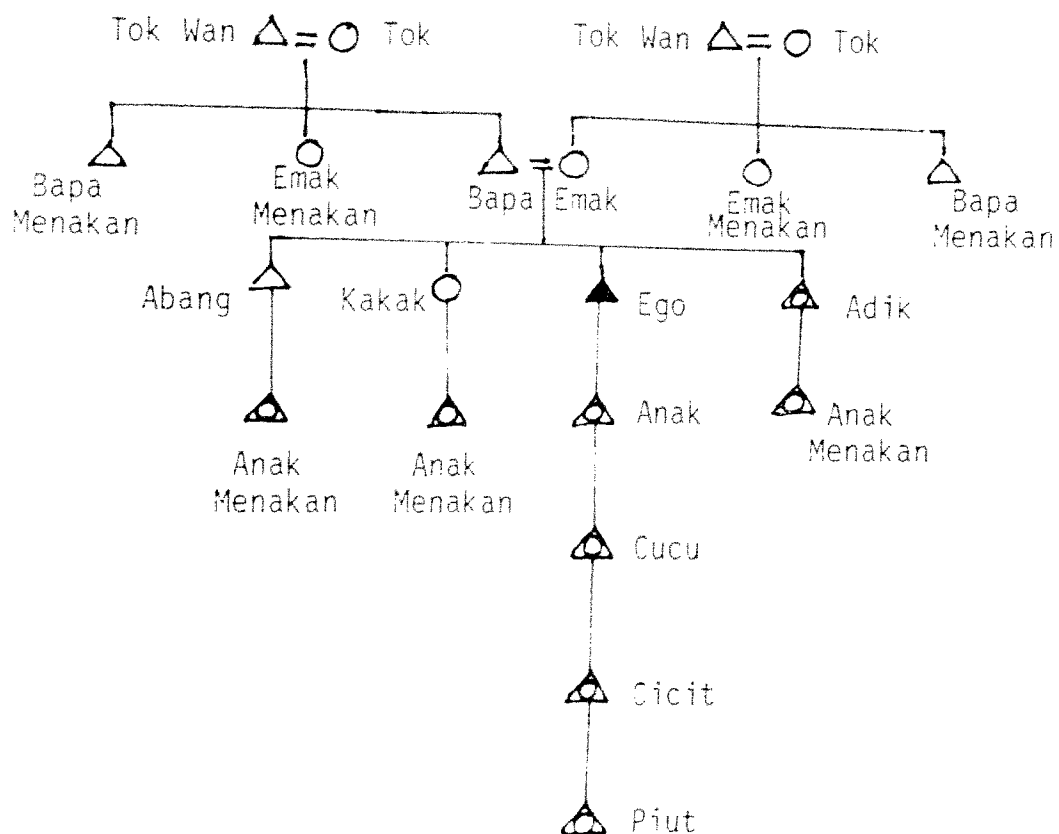 Tok Wan = Tok
Tok Wan = Tok
Bapa
Menakan
Emak
Menakan
Bapa = Emak
Emak
Menakan
Bapa
Menakan
Abang
Kakak
Ego
Adik
Anak
Menakan
Anak
Menakan
Anak
Anak
Menakan
Cucu
Cicit
Piut